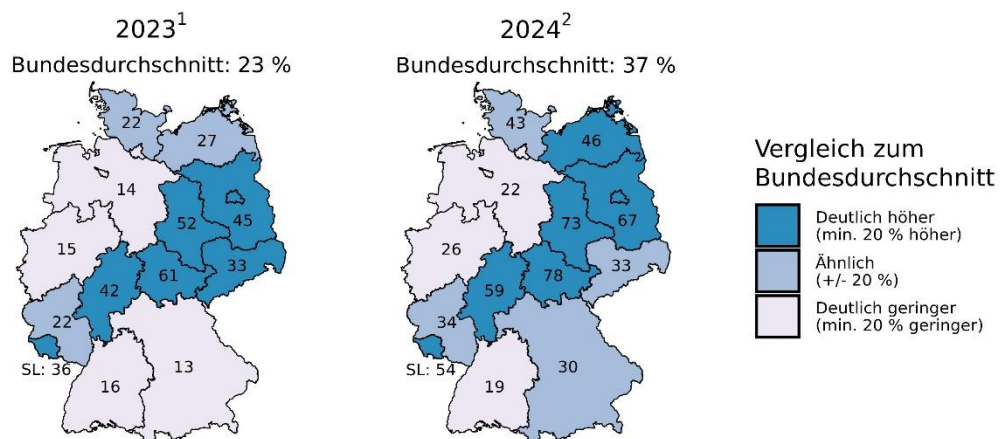 2023¹
Bundesdurchschnitt: 23 %
22
27
14
52
45
15
61
33
42
22
SL: 36
16
13
2024²
Bundesdurchschnitt: 37 %
43
46
22
73
67
26
78
33
59
34
SL: 54
19
30
Vergleich zum
Bundesdurchschnitt
Deutlich höher
(min. 20 % höher)
Ähnlich
(+/- 20 %)
Deutlich geringer
(min. 20 % geringer)